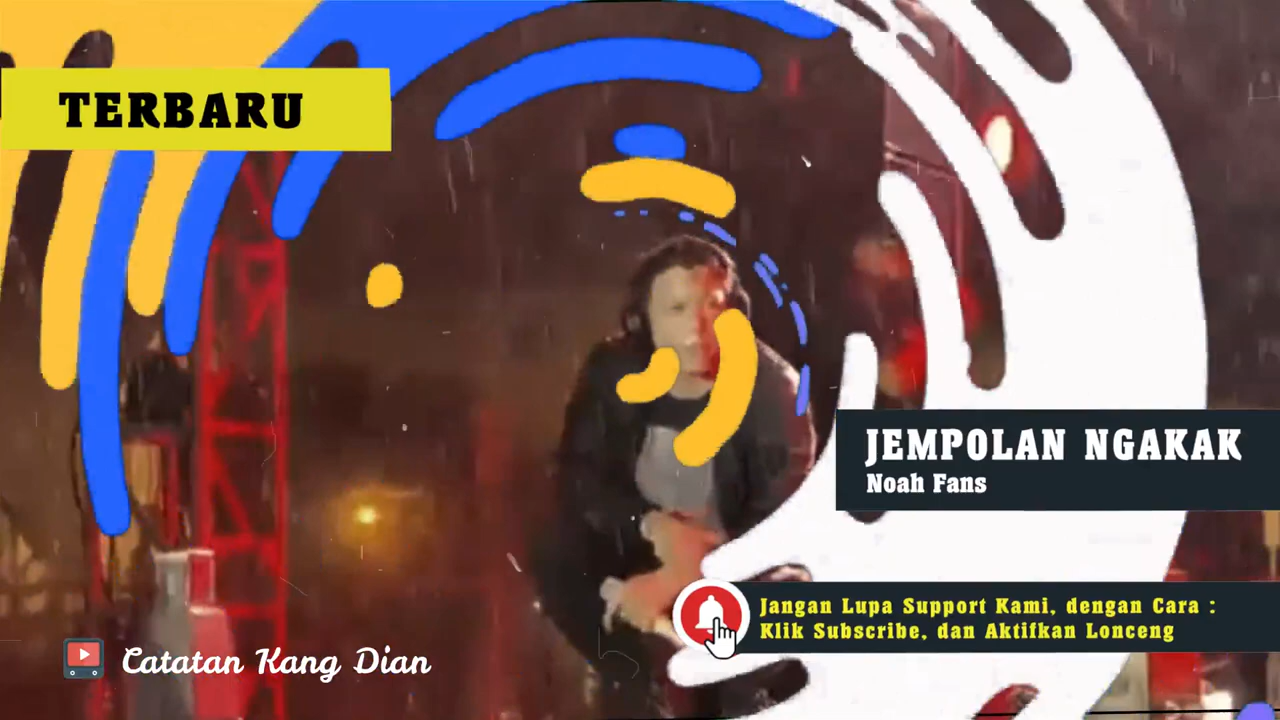 TERBARU
JEMPOLAN NGAKAK
Noah Fans
Jangan Lupa Support Kami, dengan Cara :
Klik Subscribe, dan Aktifkan Lonceng
Catatan Kang Dian